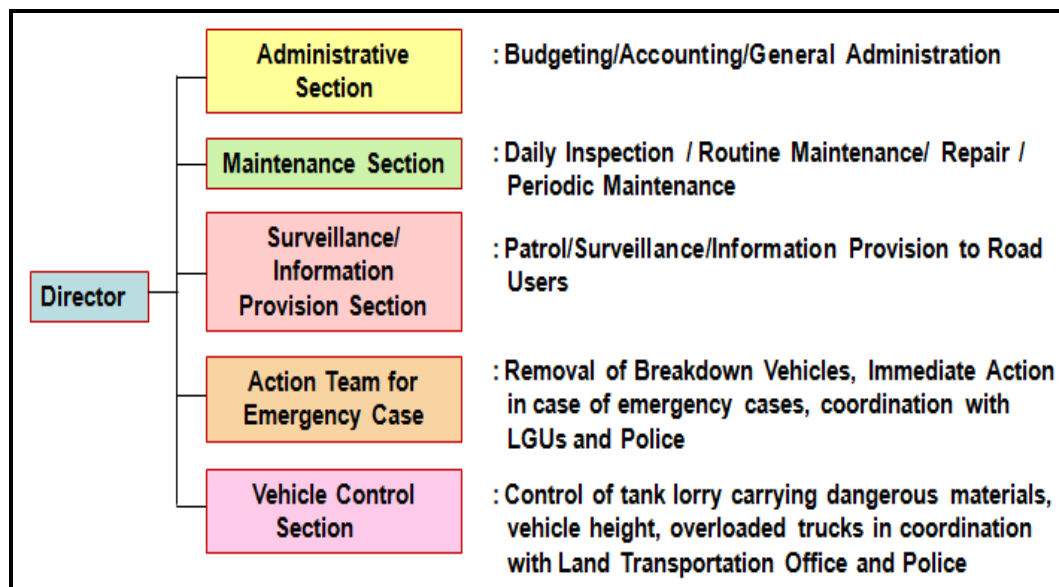 Administrative
Section
: Budgeting/Accounting/General Administration
Maintenance Section
: Daily Inspection / Routine Maintenance/ Repair /
Periodic Maintenance
Surveillance/
Information
Provision Section
: Patrol/Surveillance/Information Provision to Road
Users
Director
Action Team for
Emergency Case
: Removal of Breakdown Vehicles, Immediate Action
in case of emergency cases, coordination with
LGUs and Police
Vehicle Control
Section
: Control of tank lorry carrying dangerous materials,
vehicle height, overloaded trucks in coordination
with Land Transportation Office and Police